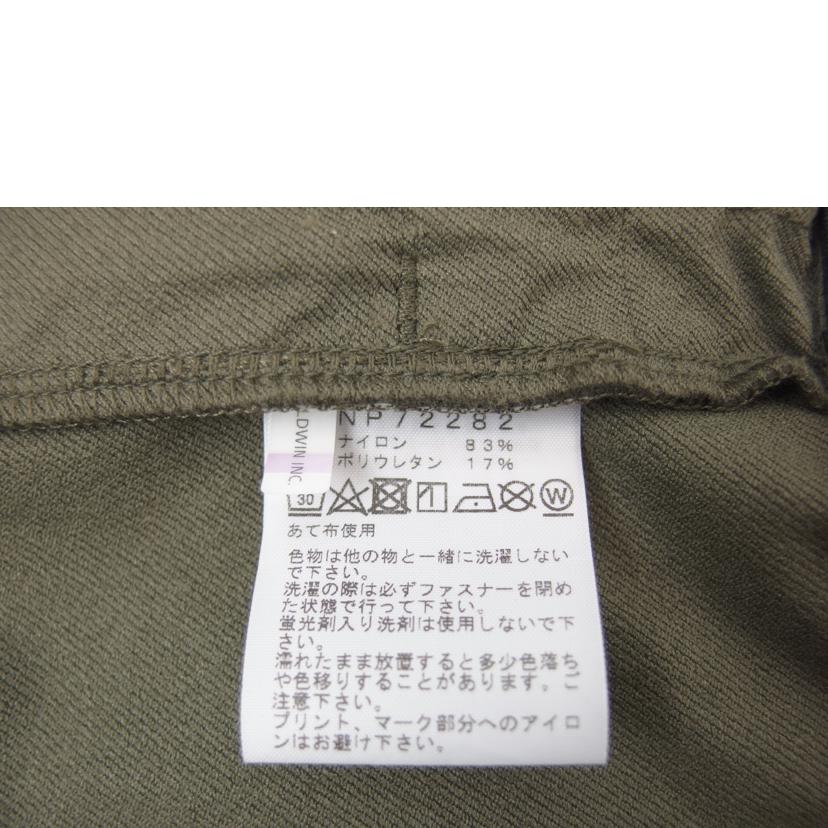 NP72282
ナイロン 83%
ポリウレタン 17%
DWIN INC.
30
W
あて布使用
色物は他の物と一緒に洗濯しない
で下さい。
洗濯の際は必ずファスナーを閉め
た状態で行って下さい。
蛍光剤入り洗剤は使用しないで下
さい。
濡れたまま放置すると多少色落ち
や色移りすることがあります。ご
注意下さい。
プリント、マーク部分へのアイロ
ンはお避け下さい。